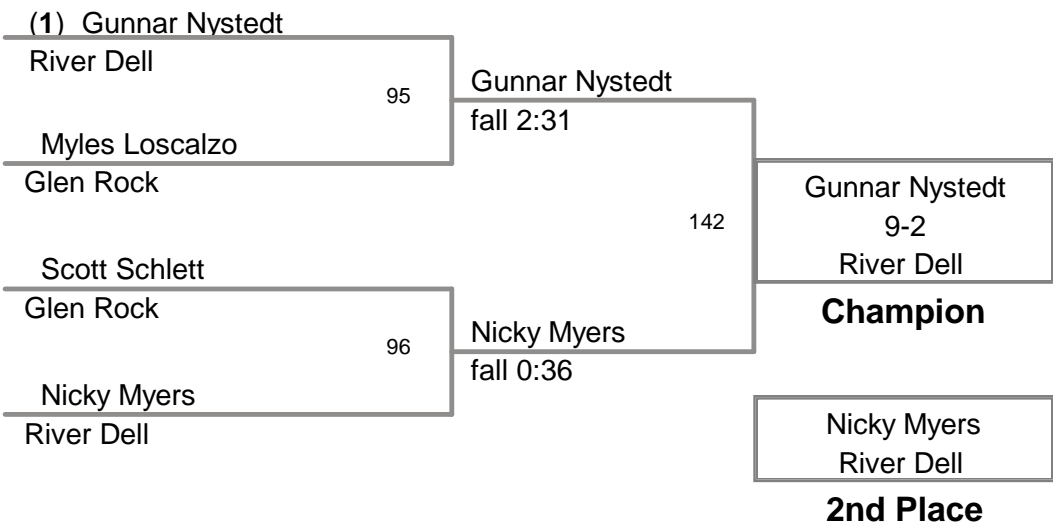 (1) Gunnar Nystedt
River Dell
95
Gunnar Nystedt
fall 2:31
Myles Loscalzo
Glen Rock
142
Gunnar Nystedt
9-2
River Dell
Champion
Scott Schlett
Glen Rock
96
Nicky Myers
fall 0:36
Nicky Myers
River Dell
Nicky Myers
River Dell
2nd Place